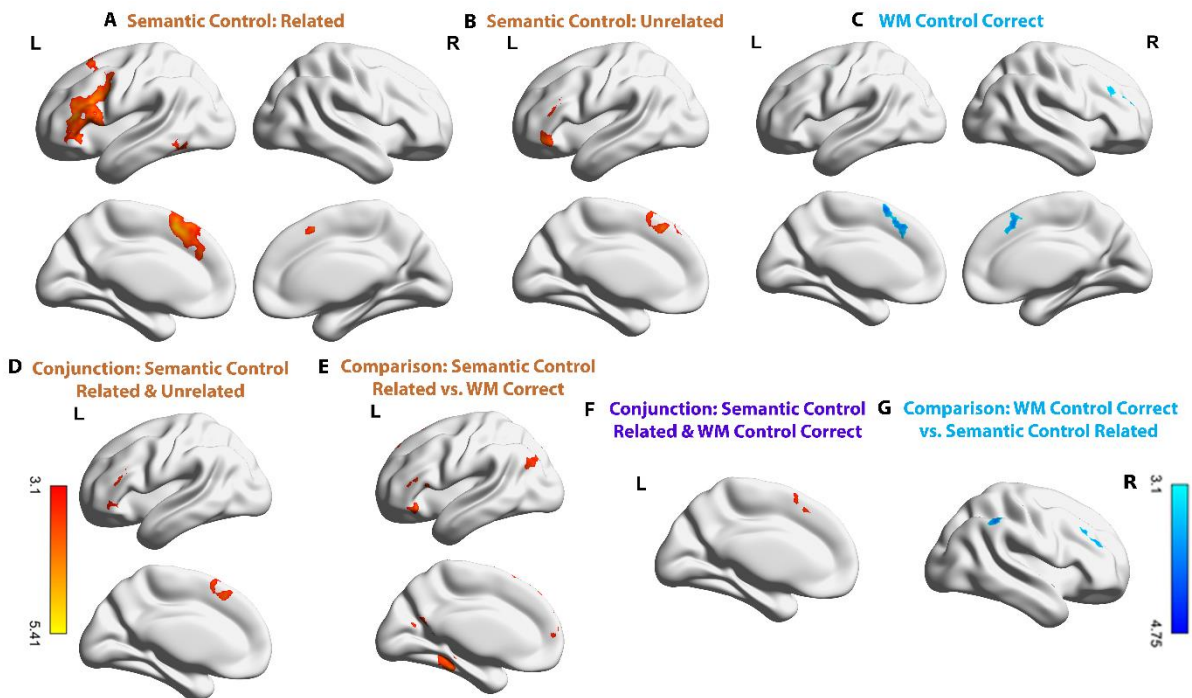 A Semantic Control: Related
L
R
B Semantic Control: Unrelated
L
C WM Control Correct
L
R
D Conjunction: Semantic Control
Related & Unrelated
L
E Comparison: Semantic Control
Related vs. WM Correct
L
F Conjunction: Semantic Control
Related & WM Control Correct
L
G Comparison: WM Control Correct
vs. Semantic Control Related
R
3.1
5.41
3.1
4.75